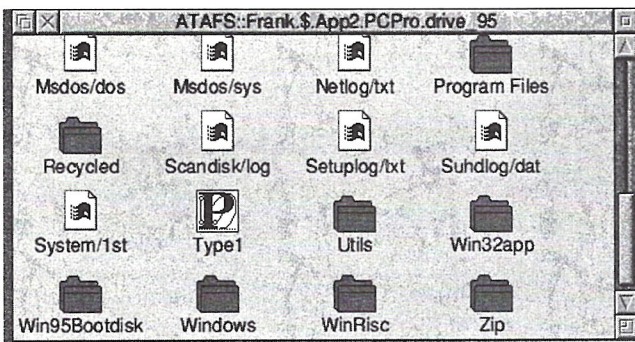 ATAFS::Frank.$.App2.PCPro.drive_95
Msdos/dos Msdos/sys Netlog/txt Program Files
Recycled Scandisk/log Setuplog/txt Suhdlog/dat
P
System/1st Type1 Utils Win32app
Win95Bootdisk Windows WinRisc Zip